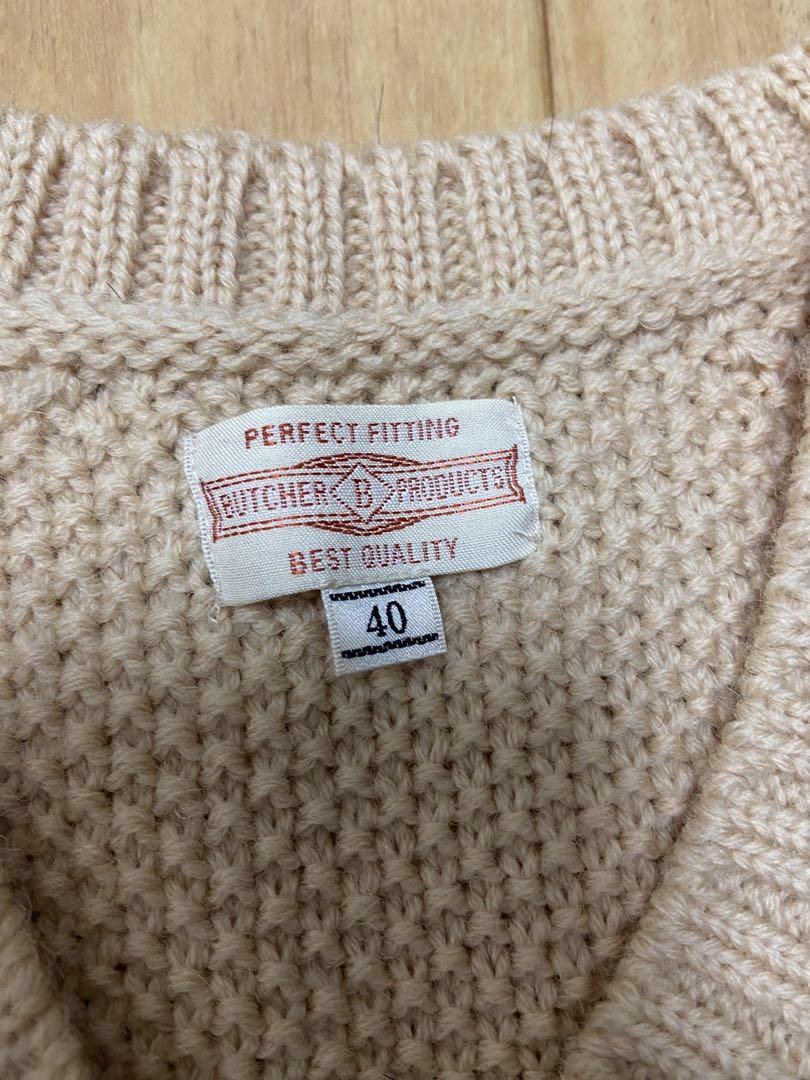 PERFECT FITTING
BUTCHER B PRODUCTS
BEST QUALITY
40